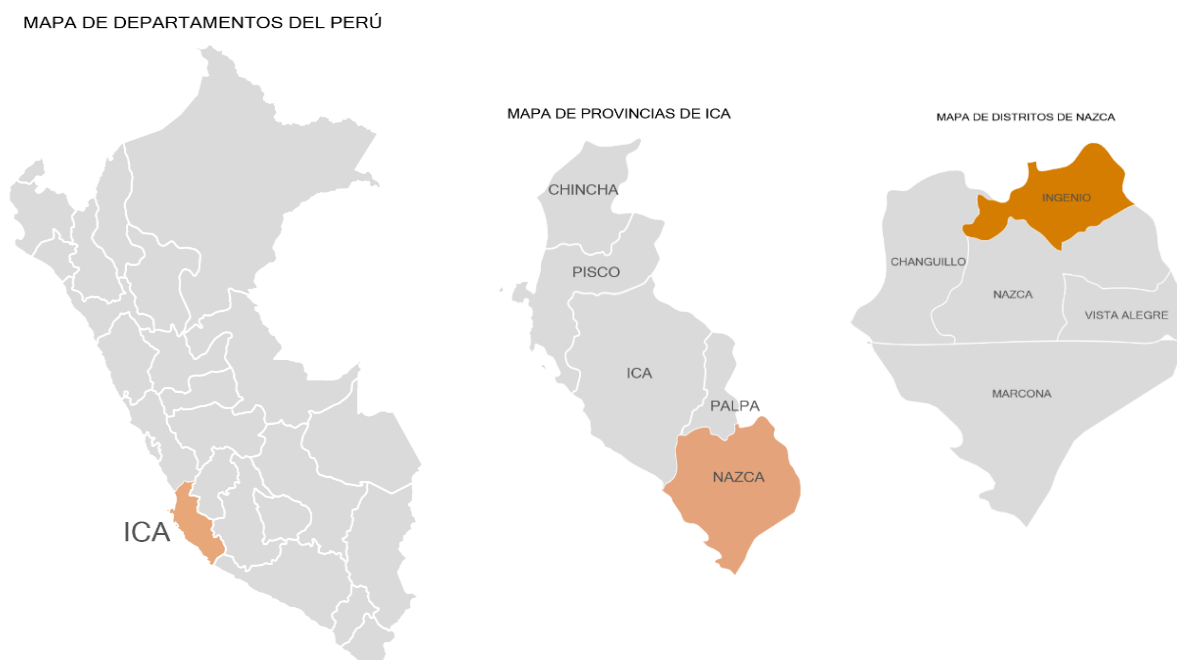 MAPA DE DEPARTAMENTOS DEL PERÚ
ICA
MAPA DE PROVINCIAS DE ICA
CHINCHA
PISCO
ICA
PALPA
NAZCA
MAPA DE DISTRITOS DE NAZCA
INGENIO
CHANGUILLO
NAZCA
VISTA ALEGRE
MARCONA